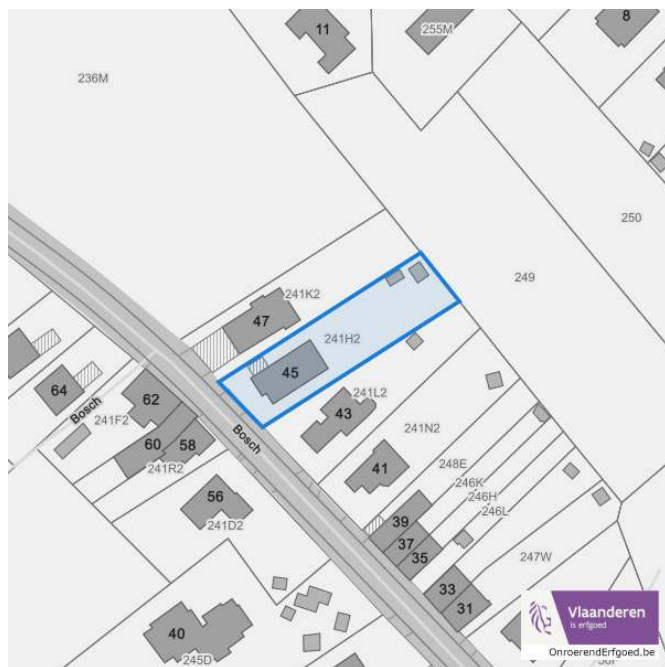 11
255M
8
236M
250
249
241K2
47
241H2
45
64
Bosch
62
241F2
241L2
43
60
58
Bosch
241R2
241N2
41
248E
246K
246H
246L
56
241D2
39
37
35
247W
33
31
40
245D
Vlaanderen
is erfgoed
OnroerendErfgoed.be